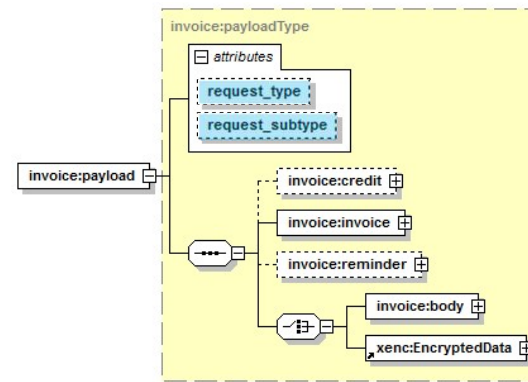 invoice:payloadType
attributes
request_type
request_subtype
invoice:payload
invoice:credit
invoice:invoice
invoice:reminder
invoice:body
xenc:EncryptedData